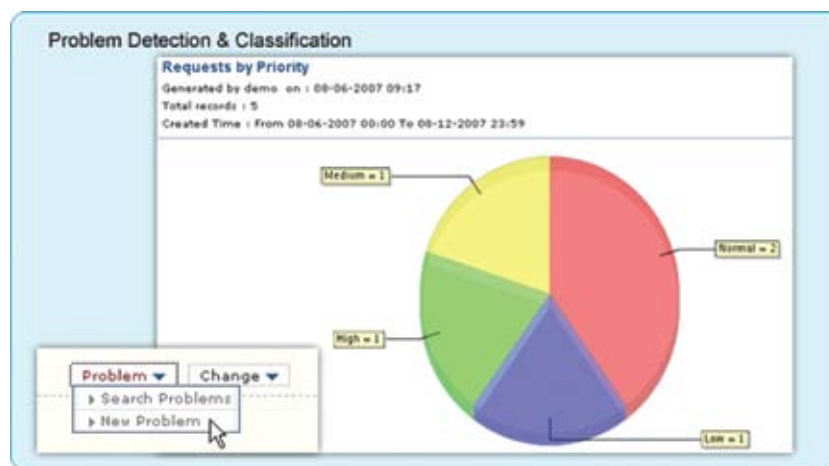 Problem Detection & Classification
Requests by Priority
Generated by demo on : 08-06-2007 09:17
Total records : 5
Created Time : From 08-06-2007 00:00 To 08-12-2007 23:59
Medium = 1
Normal = 2
High = 1
Low = 1
Problem Change
Search Problems
New Problem